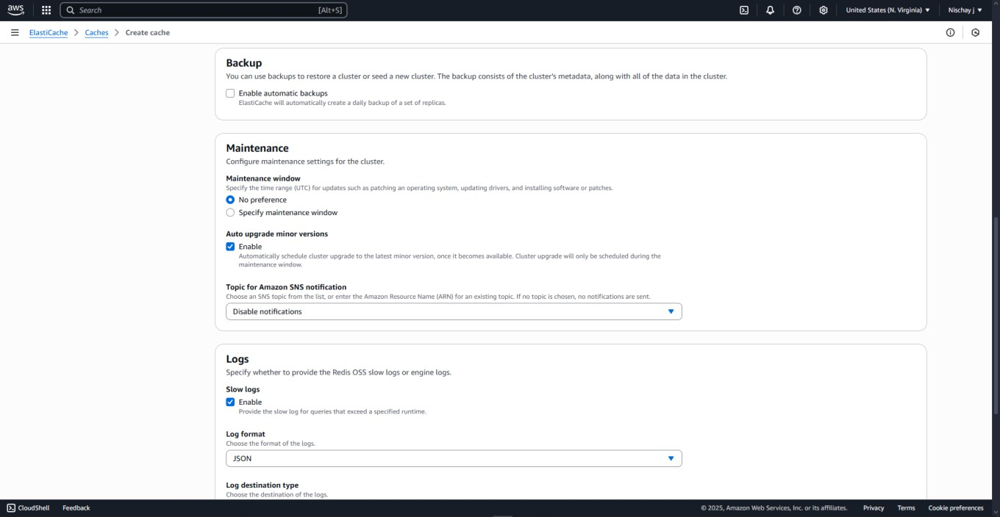 aws
Search
[Alt+S]
United States (N. Virginia)
Nischay j
ElastiCache
Caches
Create cache
Backup
You can use backups to restore a cluster or seed a new cluster. The backup consists of the cluster's metadata, along with all of the data in the cluster.
Enable automatic backups
ElastiCache will automatically create a daily backup of a set of replicas.
Maintenance
Configure maintenance settings for the cluster.
Maintenance window
Specify the time range (UTC) for updates such as patching an operating system, updating drivers, and installing software or patches.
No preference
Specify maintenance window
Auto upgrade minor versions
Enable
Automatically schedule cluster upgrade to the latest minor version, once it becomes available. Cluster upgrade will only be scheduled during the
maintenance window.
Topic for Amazon SNS notification
Choose an SNS topic from the list, or enter the Amazon Resource Name (ARN) for an existing topic. If no topic is chosen, no notifications are sent.
Disable notifications
Logs
Specify whether to provide the Redis OSS slow logs or engine logs.
Slow logs
Enable
Provide the slow log for queries that exceed a specified runtime.
Log format
Choose the format of the logs.
JSON
Log destination type
Choose the destination of the logs.
CloudShell
Feedback
© 2025, Amazon Web Services, Inc. or its affiliates.
Privacy
Terms
Cookie preferences